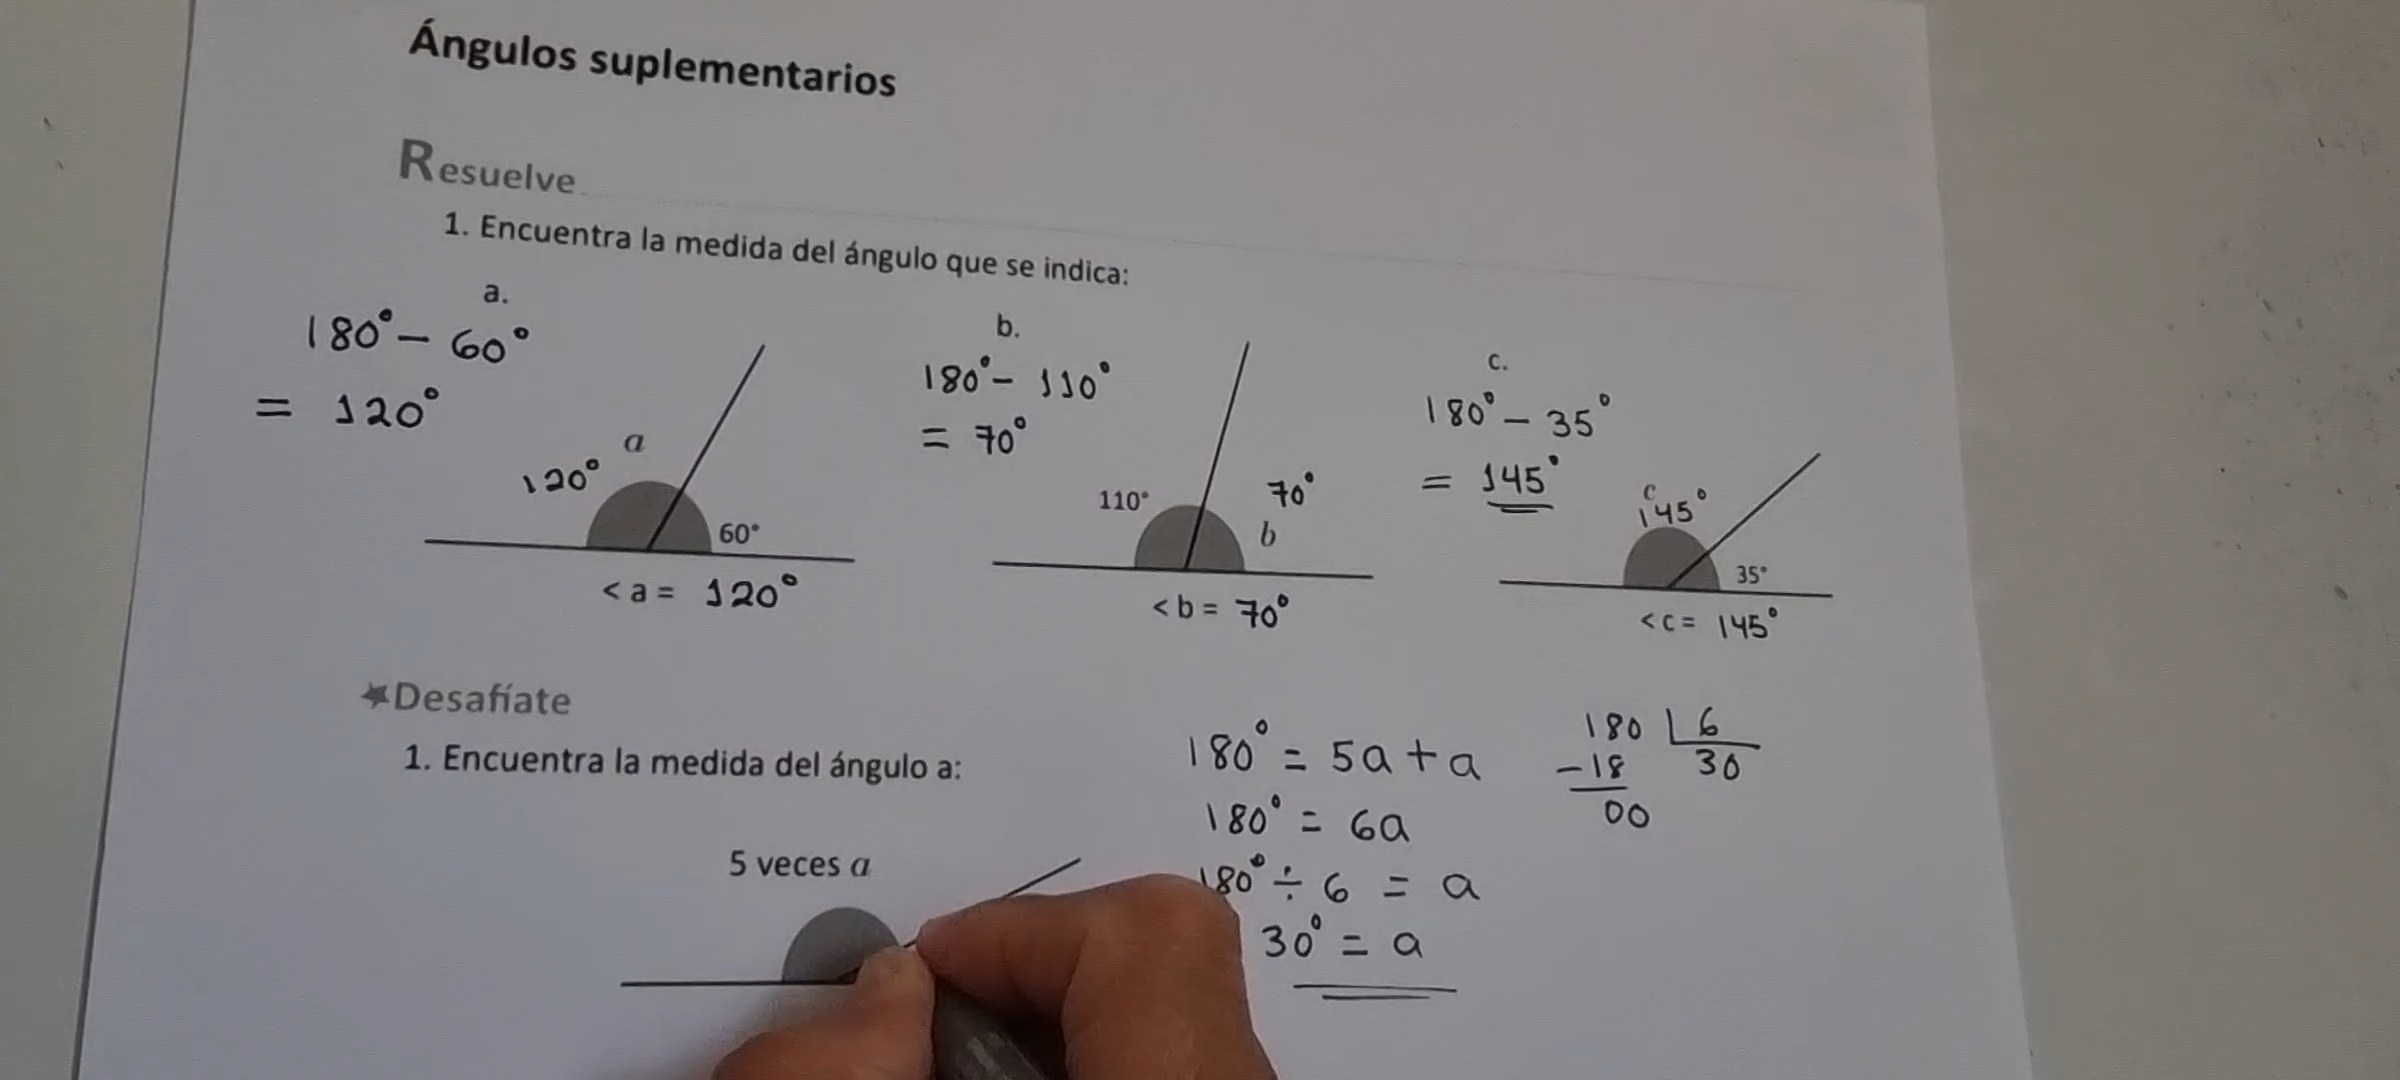 Ángulos suplementarios
Resuelve
1. Encuentra la medida del ángulo que se indica:
a.
180° – 60°
= 120°
a
120°
60°
< a = 120°
b.
180° – 110°
= 70°
110°
70°
b
< b = 70°
c.
180° – 35°
= 145°
c
145°
35°
< c = 145°
★Desafíate
1. Encuentra la medida del ángulo a:
5 veces a
180° = 5a + a
180° = 6a
180° ÷ 6 = a
30° = a
180 6
–18 30
00